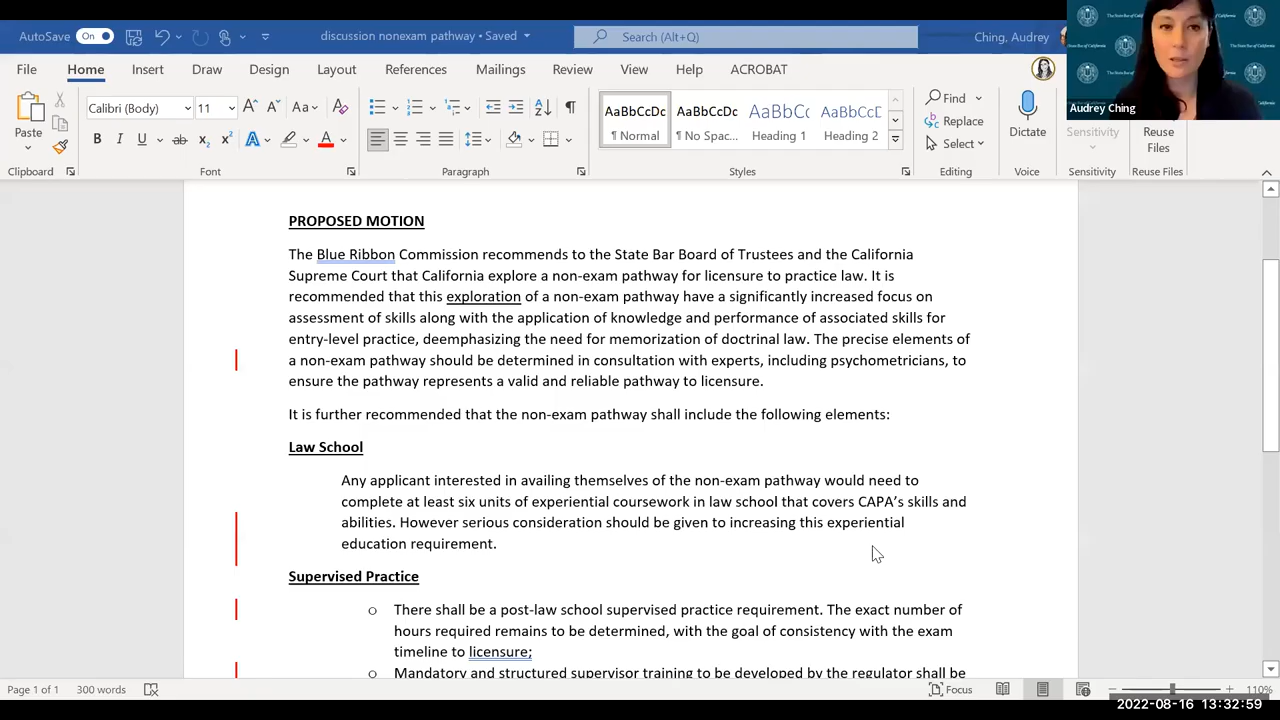 AutoSave On discussion nonexam pathway • Saved Search (Alt+Q) Ching, Audrey
File Home Insert Draw Design Layout References Mailings Review View Help ACROBAT
Audrey Ching
Paste
Clipboard
Calibri (Body) 11
Font
Paragraph
AaBbCcDc AaBbCcDc AaBbCc AaBbCcD
¶ Normal ¶ No Spac... Heading 1 Heading 2
Styles
Find
Replace
Select
Editing
Dictate
Voice
Sensitivity
Sensitivity
Reuse
Files
Reuse Files
PROPOSED MOTION
The Blue Ribbon Commission recommends to the State Bar Board of Trustees and the California
Supreme Court that California explore a non-exam pathway for licensure to practice law. It is
recommended that this exploration of a non-exam pathway have a significantly increased focus on
assessment of skills along with the application of knowledge and performance of associated skills for
entry-level practice, deemphasizing the need for memorization of doctrinal law. The precise elements of
a non-exam pathway should be determined in consultation with experts, including psychometricians, to
ensure the pathway represents a valid and reliable pathway to licensure.
It is further recommended that the non-exam pathway shall include the following elements:
Law School
Any applicant interested in availing themselves of the non-exam pathway would need to
complete at least six units of experiential coursework in law school that covers CAPA's skills and
abilities. However serious consideration should be given to increasing this experiential
education requirement.
Supervised Practice
o There shall be a post-law school supervised practice requirement. The exact number of
hours required remains to be determined, with the goal of consistency with the exam
timeline to licensure;
o Mandatory and structured supervisor training to be developed by the regulator shall be
Page 1 of 1 300 words Focus 110%
2022-08-16 13:32:59